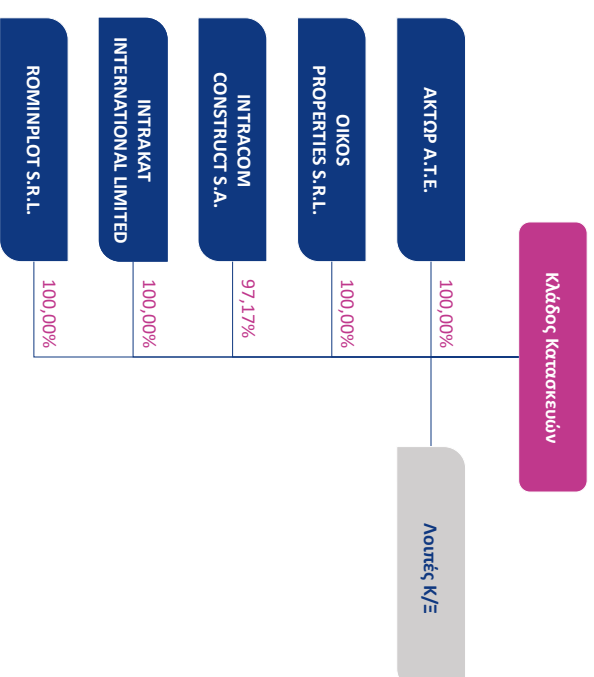 Κλάδος Κατασκευών
ΑΚΤΩΡ Α.Τ.Ε.
100,00%
Λοιπές Κ/Ξ
OIKOS
PROPERTIES S.R.L.
100,00%
INTRACOM
CONSTRUCT S.A.
97,17%
INTRAKAT
INTERNATIONAL LIMITED
100,00%
ROMINPLOT S.R.L.
100,00%